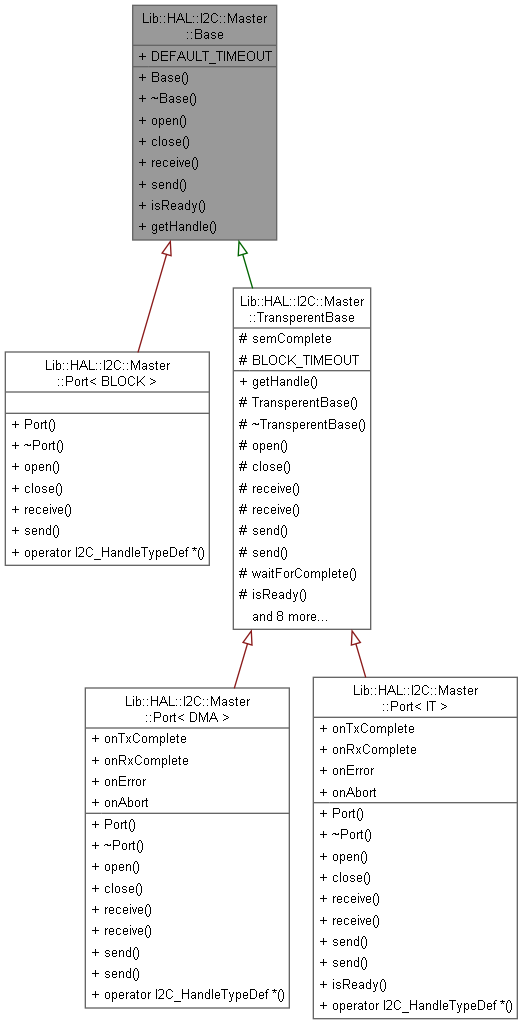 Lib::HAL::I2C::Master
::Base
+ DEFAULT_TIMEOUT
+ Base()
+ ~Base()
+ open()
+ close()
+ receive()
+ send()
+ isReady()
+ getHandle()
Lib::HAL::I2C::Master
::TransperentBase
# semComplete
# BLOCK_TIMEOUT
+ getHandle()
# TransperentBase()
# ~TransperentBase()
# open()
# close()
# receive()
# receive()
# send()
# send()
# waitForComplete()
# isReady()
and 8 more...
Lib::HAL::I2C::Master
::Port< BLOCK >
+ Port()
+ ~Port()
+ open()
+ close()
+ receive()
+ send()
+ operator I2C_HandleTypeDef *()
Lib::HAL::I2C::Master
::Port< DMA >
+ onTxComplete
+ onRxComplete
+ onError
+ onAbort
+ Port()
+ ~Port()
+ open()
+ close()
+ receive()
+ receive()
+ send()
+ send()
+ operator I2C_HandleTypeDef *()
Lib::HAL::I2C::Master
::Port< IT >
+ onTxComplete
+ onRxComplete
+ onError
+ onAbort
+ Port()
+ ~Port()
+ open()
+ close()
+ receive()
+ receive()
+ send()
+ send()
+ isReady()
+ operator I2C_HandleTypeDef *()